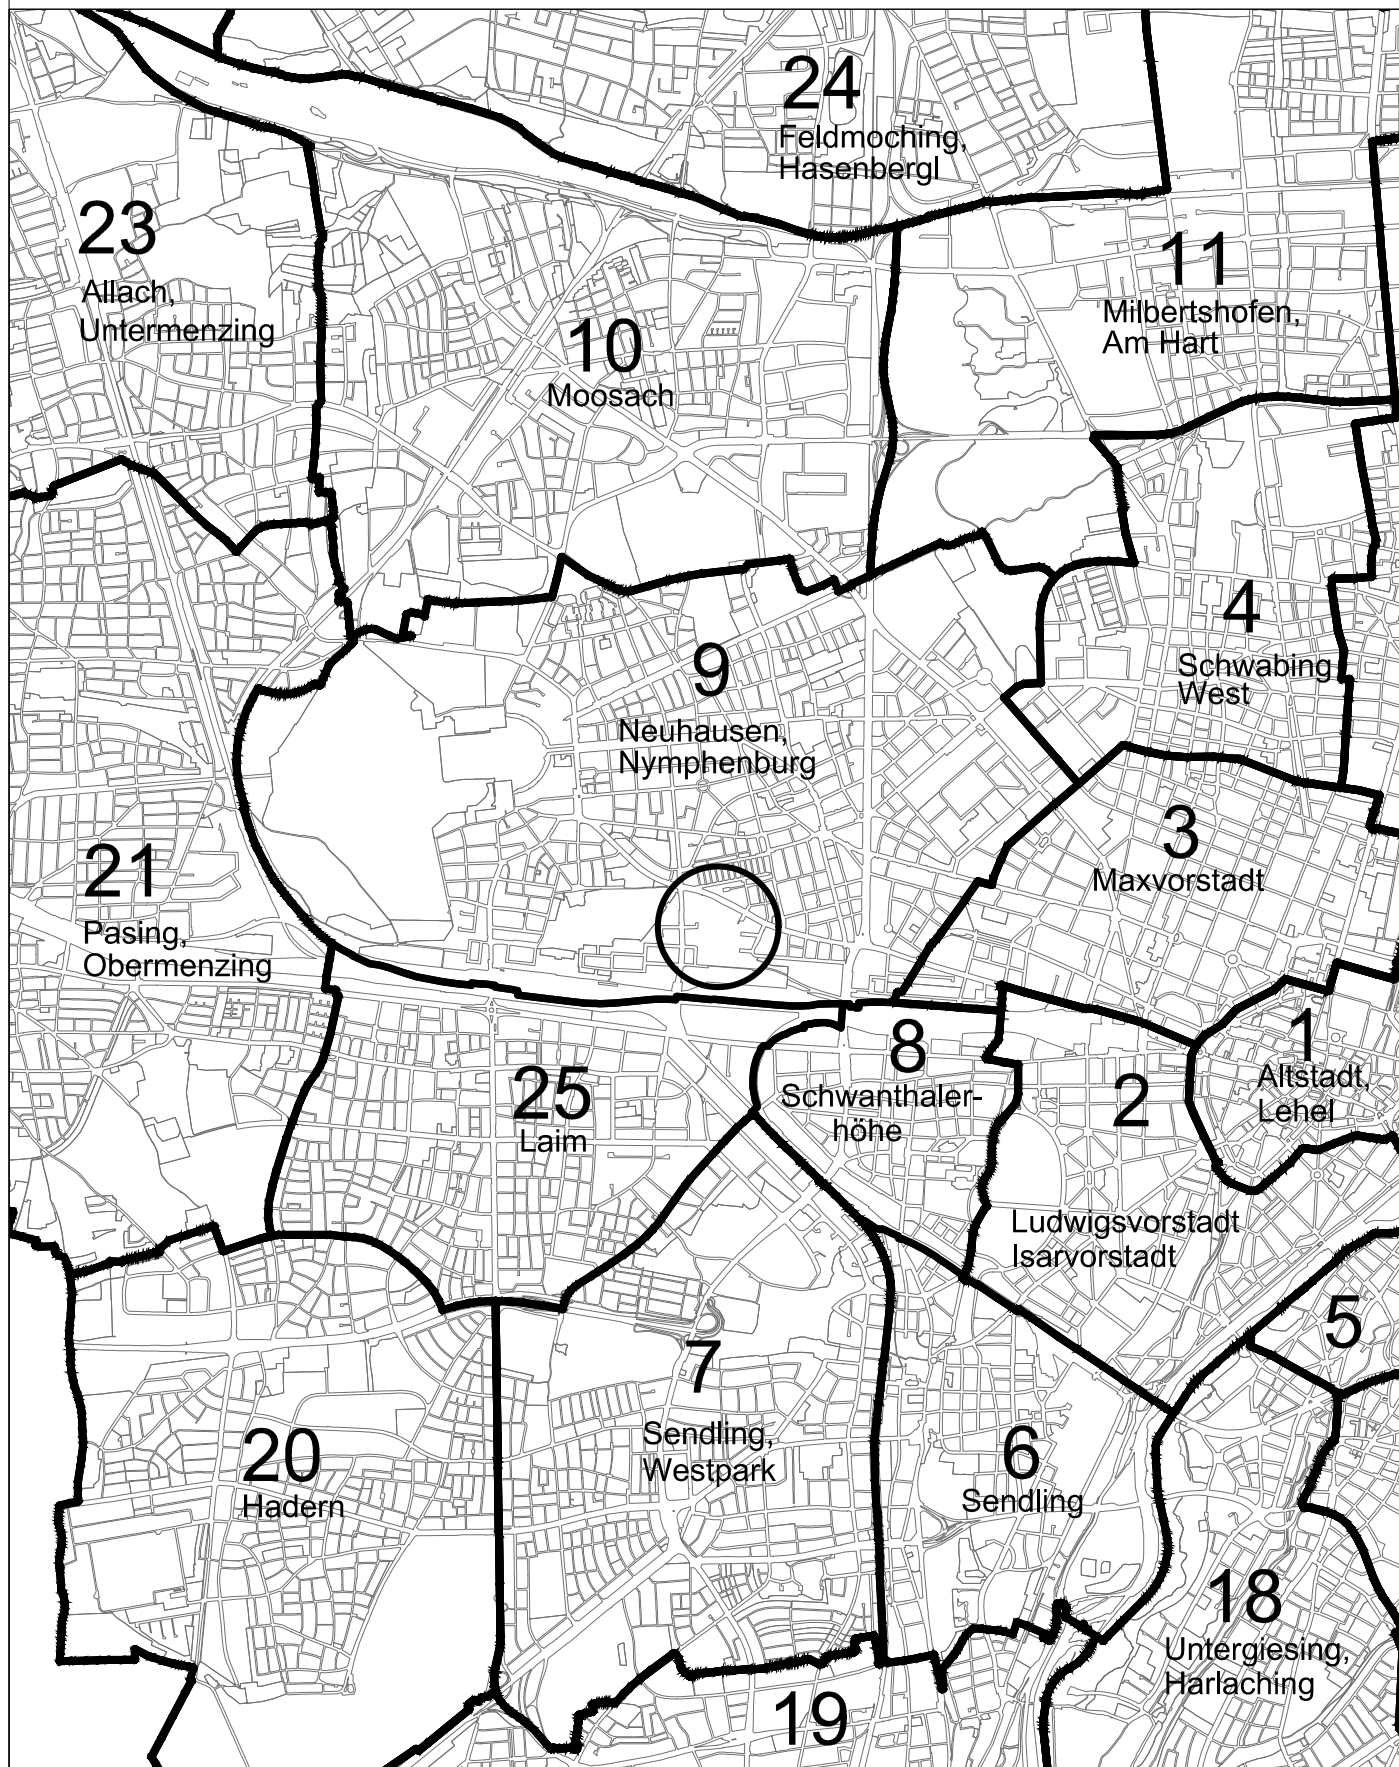 24
Feldmoching,
Hasenbergl
23
Allach,
Untermenzing
11
Milbertshofen,
Am Hart
10
Moosach
4
Schwabing
West
9
Neuhausen,
Nymphenburg
3
Maxvorstadt
21
Pasing,
Obermenzing
1
Altstadt,
Lehel
8
Schwanthaler-
höhe
2
Ludwigsvorstadt
Isarvorstadt
25
Laim
5
7
Sendling,
Westpark
20
Hadern
6
Sendling
18
Untergiesing,
Harlaching
19